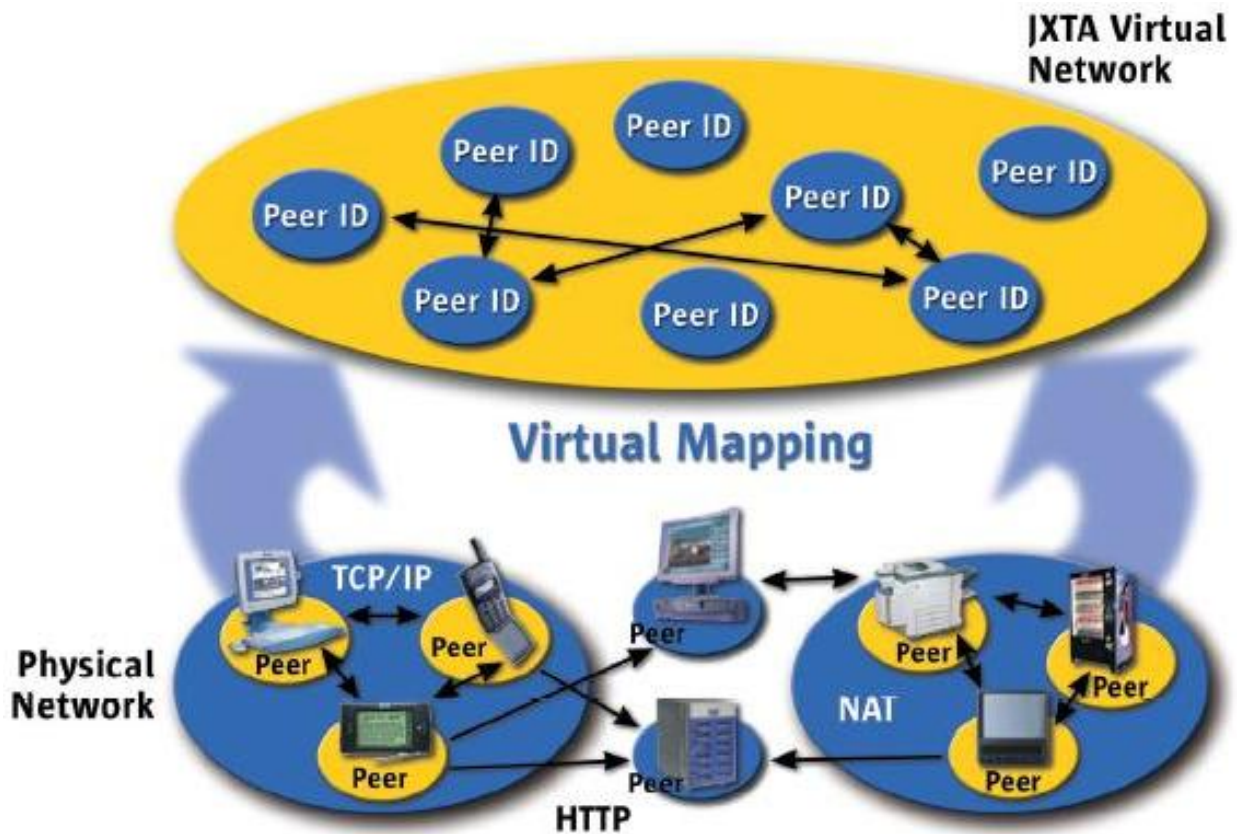 JXTA Virtual
Network
Peer ID
Peer ID
Peer ID
Peer ID
Peer ID
Peer ID
Peer ID
Peer ID
Virtual Mapping
TCP/IP
Physical
Network
Peer
Peer
Peer
Peer
Peer
HTTP
Peer
Peer
NAT
Peer